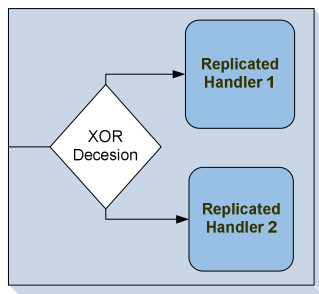 Replicated
Handler 1
XOR
Decesion
Replicated
Handler 2